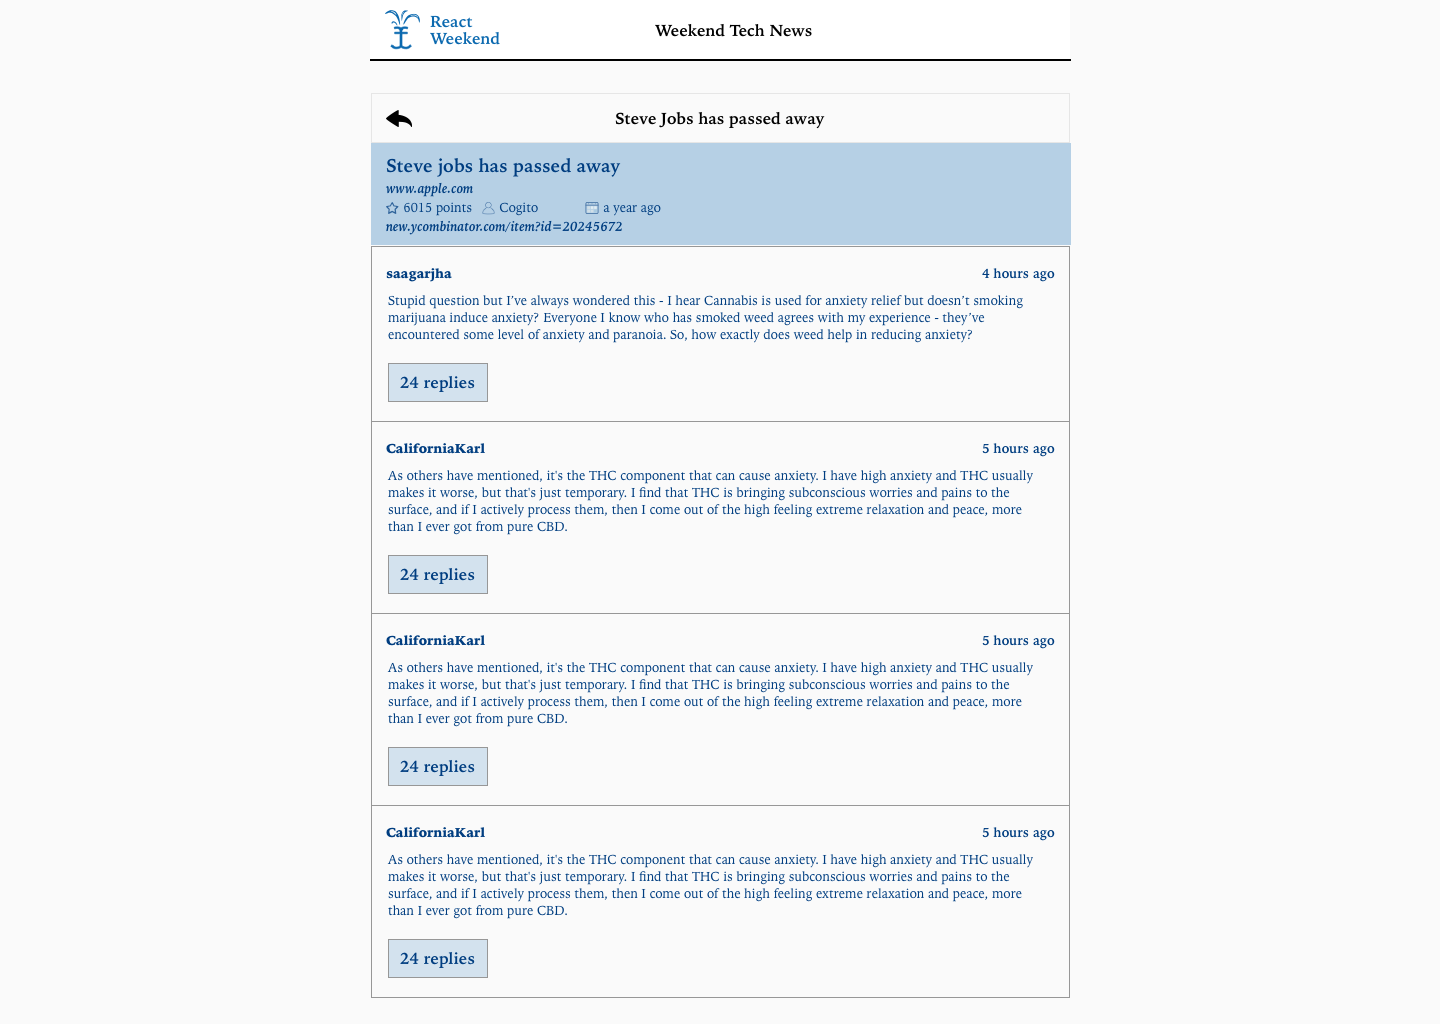 React
Weekend
Weekend Tech News
Steve Jobs has passed away
Steve jobs has passed away
www.apple.com
6015 points Cogito a year ago
new.ycombinator.com/item?id=20245672
saagarjha 4 hours ago
Stupid question but I've always wondered this - I hear Cannabis is used for anxiety relief but doesn't smoking
marijuana induce anxiety? Everyone I know who has smoked weed agrees with my experience - they've
encountered some level of anxiety and paranoia. So, how exactly does weed help in reducing anxiety?
24 replies
CaliforniaKarl 5 hours ago
As others have mentioned, it's the THC component that can cause anxiety. I have high anxiety and THC usually
makes it worse, but that's just temporary. I find that THC is bringing subconscious worries and pains to the
surface, and if I actively process them, then I come out of the high feeling extreme relaxation and peace, more
than I ever got from pure CBD.
24 replies
CaliforniaKarl 5 hours ago
As others have mentioned, it's the THC component that can cause anxiety. I have high anxiety and THC usually
makes it worse, but that's just temporary. I find that THC is bringing subconscious worries and pains to the
surface, and if I actively process them, then I come out of the high feeling extreme relaxation and peace, more
than I ever got from pure CBD.
24 replies
CaliforniaKarl 5 hours ago
As others have mentioned, it's the THC component that can cause anxiety. I have high anxiety and THC usually
makes it worse, but that's just temporary. I find that THC is bringing subconscious worries and pains to the
surface, and if I actively process them, then I come out of the high feeling extreme relaxation and peace, more
than I ever got from pure CBD.
24 replies